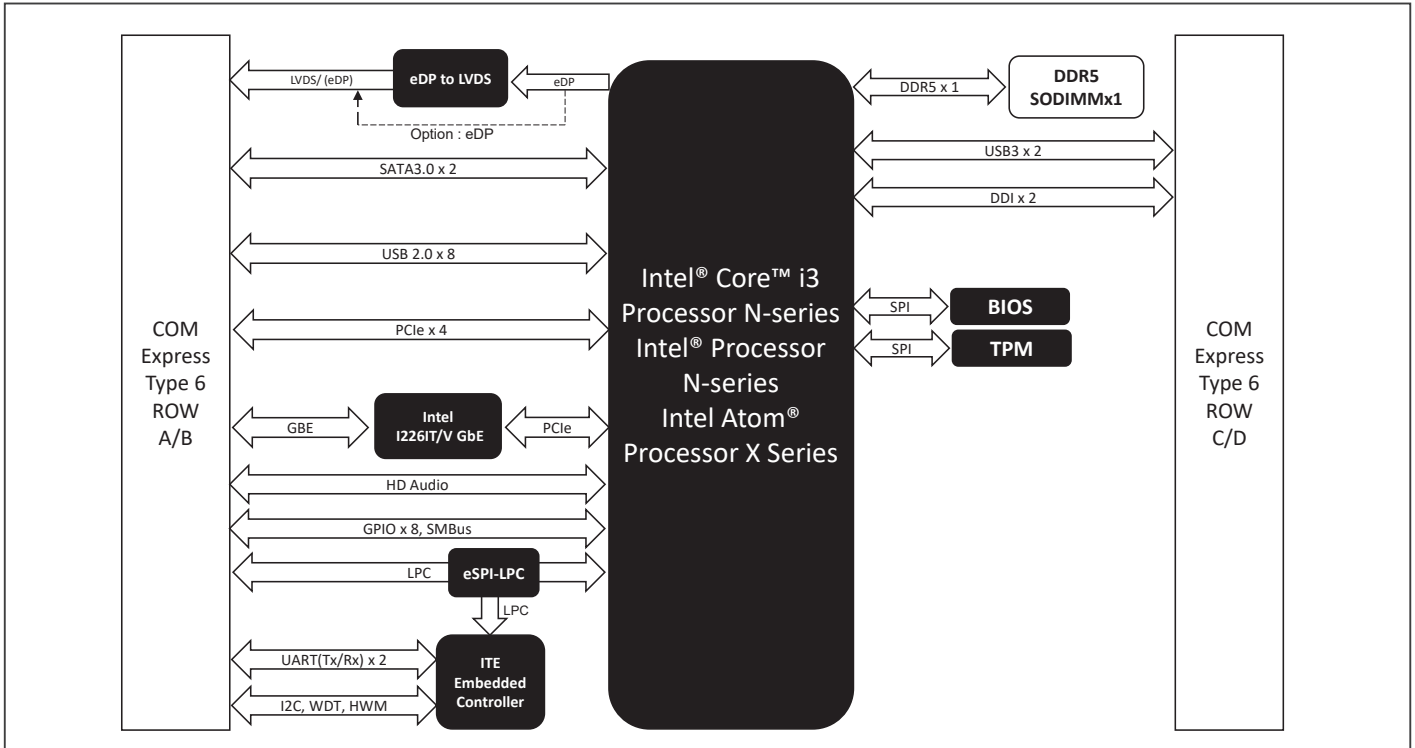 COM
Express
Type 6
ROW
A/B
LVDS/ (eDP)
eDP to LVDS
eDP
Option : eDP
SATA3.0 x 2
USB 2.0 x 8
PCIe x 4
GBE
Intel
I226IT/V GbE
PCIe
HD Audio
GPIO x 8, SMBus
LPC
eSPI-LPC
LPC
UART(Tx/Rx) x 2
I2C, WDT, HWM
ITE
Embedded
Controller
Intel® Core™ i3
Processor N-series
Intel® Processor
N-series
Intel Atom®
Processor X Series
DDR5 x 1
DDR5
SODIMMx1
USB3 x 2
DDI x 2
SPI
BIOS
SPI
TPM
COM
Express
Type 6
ROW
C/D